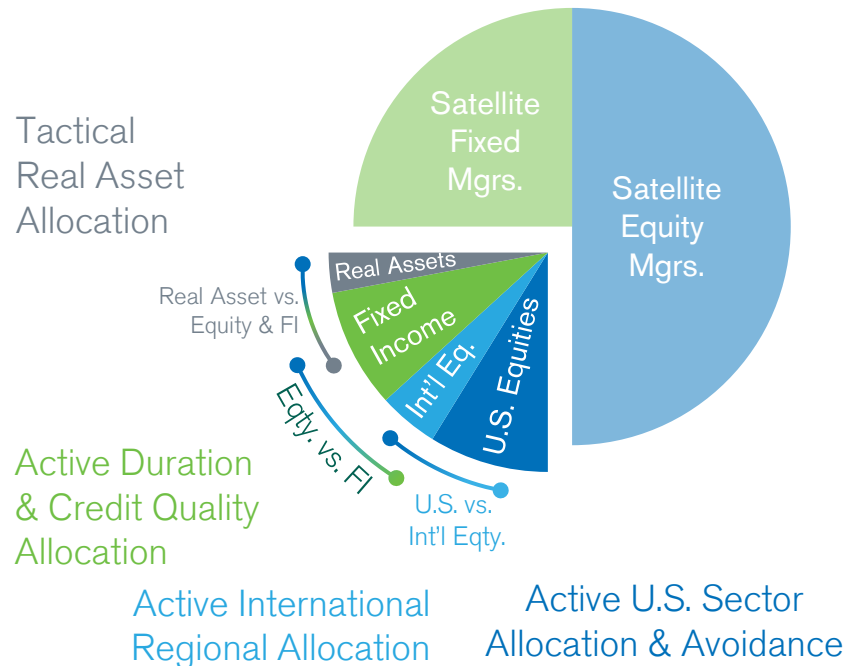 Satellite
Fixed
Mgrs.
Satellite
Equity
Mgrs.
Tactical
Real Asset
Allocation
Real Assets
Fixed
Income
Int'l Eq.
U.S. Equities
Real Asset vs.
Equity & FI
Eqty. vs. FI
U.S. vs.
Int'l Eqty.
Active Duration
& Credit Quality
Allocation
Active International
Regional Allocation
Active U.S. Sector
Allocation & Avoidance